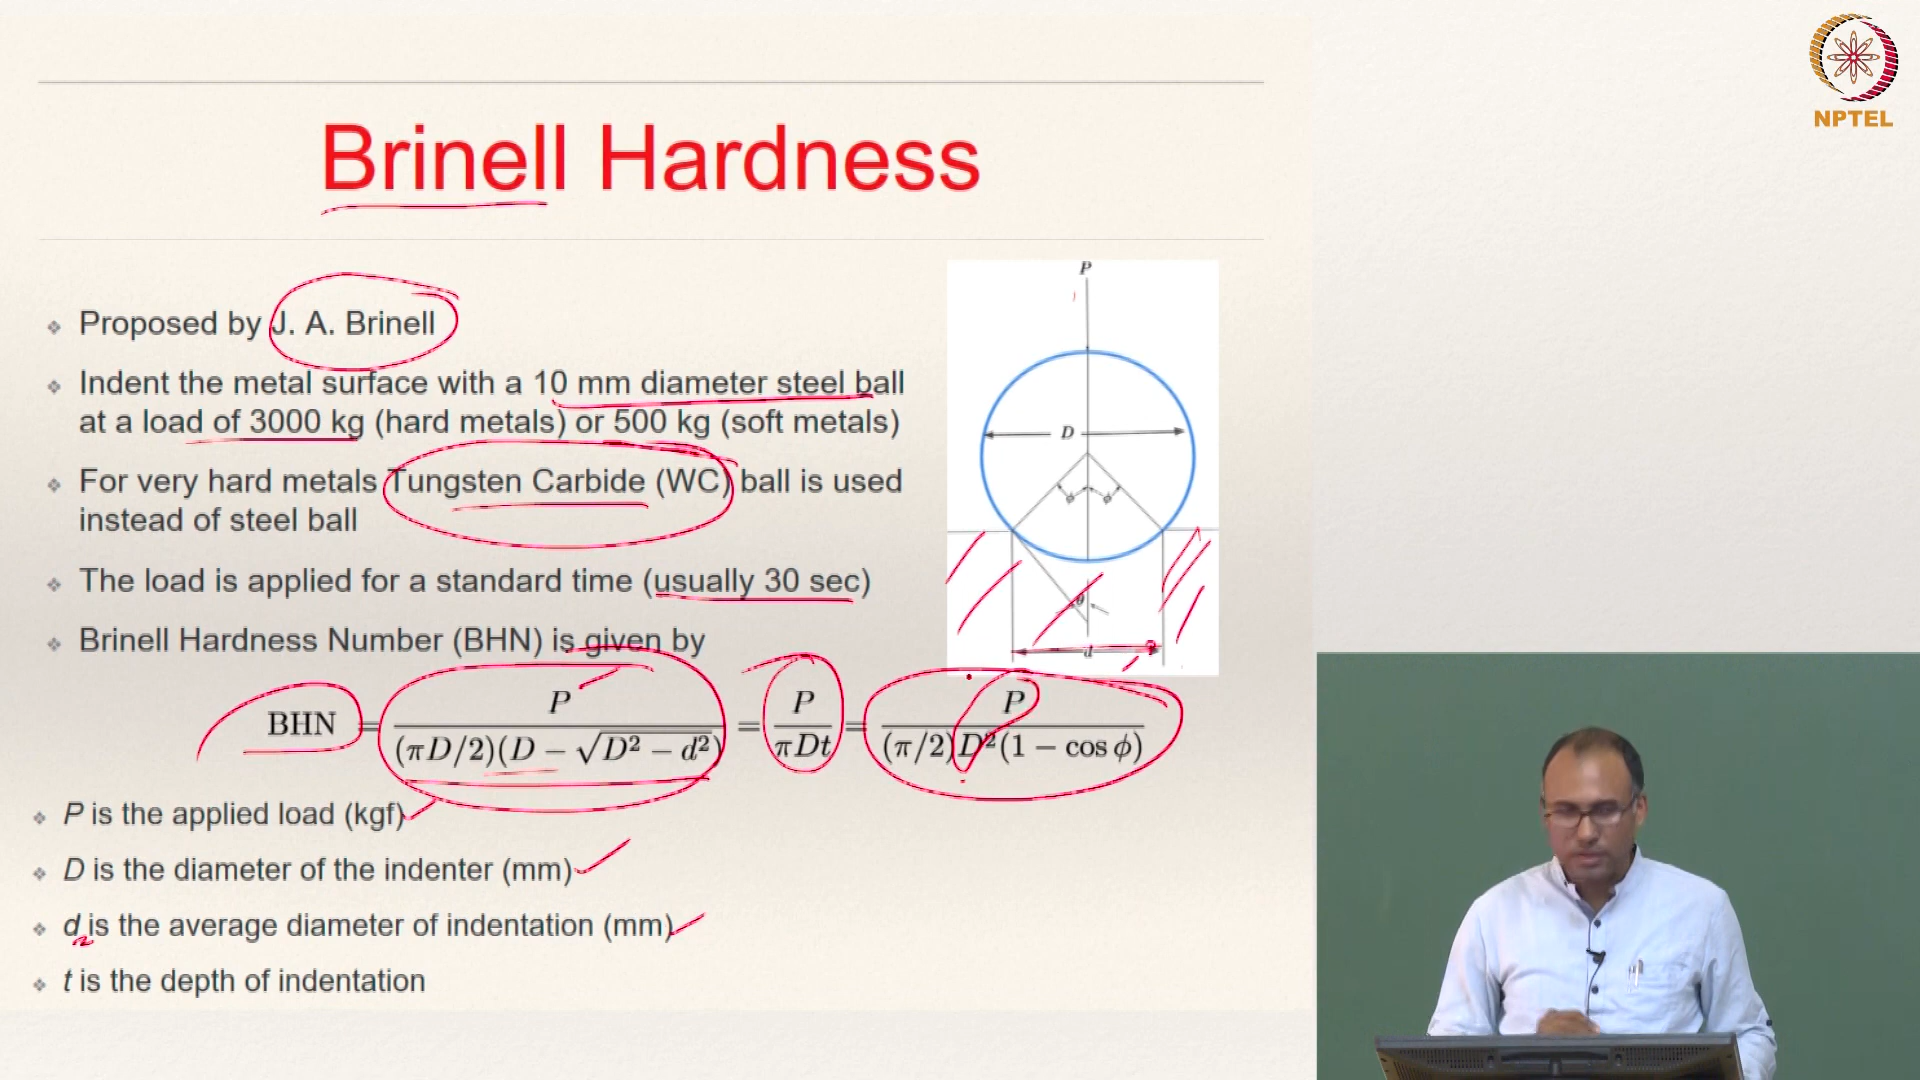 NPTEL
Brinell Hardness
Proposed by J. A. Brinell
Indent the metal surface with a 10 mm diameter steel ball
at a load of 3000 kg (hard metals) or 500 kg (soft metals)
For very hard metals Tungsten Carbide (WC) ball is used
instead of steel ball
The load is applied for a standard time (usually 30 sec)
Brinell Hardness Number (BHN) is given by
BHN = P / (πD/2)(D − √D² − d²) = P / πDt = P / (π/2)D²(1 − cos ϕ)
P is the applied load (kgf)
D is the diameter of the indenter (mm)
d is the average diameter of indentation (mm)
t is the depth of indentation
P
D
ϕ ϕ
θ
d